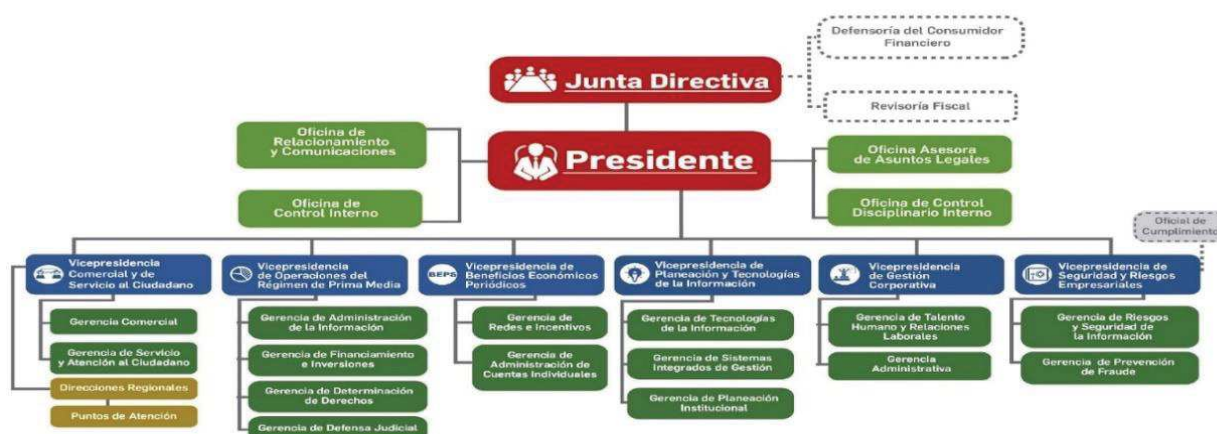 Defensoría del Consumidor
Financiero
Junta Directiva
Revisoría Fiscal
Oficina de
Relacionamiento
y Comunicaciones
Presidente
Oficina Asesora
de Asuntos Legales
Oficina de
Control Interno
Oficina de Control
Disciplinario Interno
Oficial de
Cumplimiento
Vicepresidencia
Comercial y de
Servicio al Ciudadano
Gerencia Comercial
Gerencia de Servicio
y Atención al Ciudadano
Direcciones Regionales
Puntos de Atención
Vicepresidencia
de Operaciones del
Régimen de Prima Media
Gerencia de Administración
de la Información
Gerencia de Financiamiento
e Inversiones
Gerencia de Determinación
de Derechos
Gerencia de Defensa Judicial
BEPS
Vicepresidencia de
Beneficios Económicos
Periódicos
Gerencia de
Redes e Incentivos
Gerencia de
Administración de
Cuentas Individuales
Vicepresidencia de
Planeación y Tecnologías
de la Información
Gerencia de Tecnologías
de la Información
Gerencia de Sistemas
Integrados de Gestión
Gerencia de Planeación
Institucional
Vicepresidencia
de Gestión
Corporativa
Gerencia de Talento
Humano y Relaciones
Laborales
Gerencia
Administrativa
Vicepresidencia de
Seguridad y Riesgos
Empresariales
Gerencia de Riesgos
y Seguridad de
la Información
Gerencia de Prevención
de Fraude